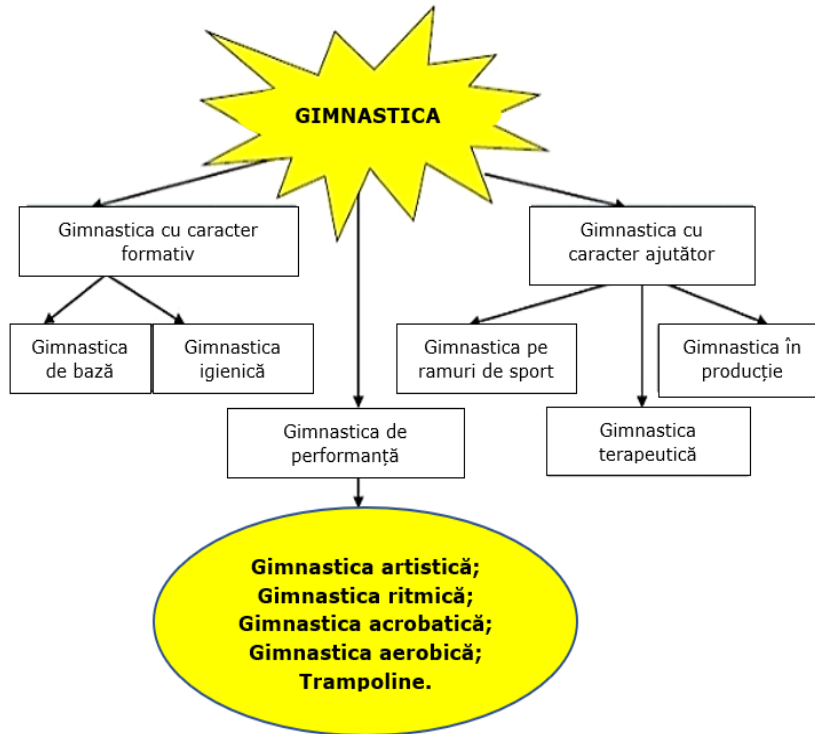 GIMNASTICA
Gimnastica cu caracter
formativ
Gimnastica cu
caracter ajutător
Gimnastica
de bază
Gimnastica
igienică
Gimnastica pe
ramuri de sport
Gimnastica în
producție
Gimnastica de
performanță
Gimnastica
terapeutică
Gimnastica artistică;
Gimnastica ritmică;
Gimnastica acrobatică;
Gimnastica aerobică;
Trampoline.